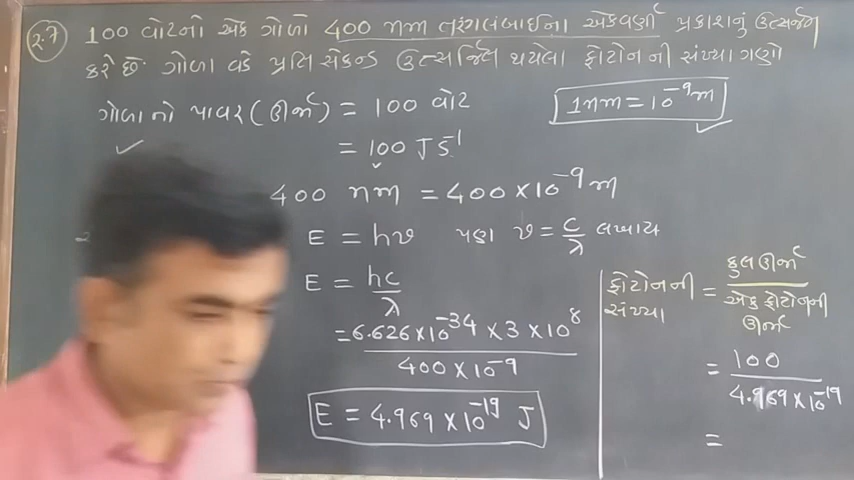 2.7 100 વોટનો એક ગોળો 400 nm તરંગલંબાઈના એકવર્ણી પ્રકાશનું ઉત્સર્જન
કરે છે. ગોળા વડે પ્રતિ સેકન્ડ ઉત્સર્જિત થયેલા ફોટોન ની સંખ્યા ગણો
ગોળા નો પાવર (ઊર્જા) = 100 વોટ
1nm = 10⁻⁹m
= 100 J S⁻¹
400 nm = 400 × 10⁻⁹ m
E = hν પણ ν = c/λ લખાય
E = hc/λ
= 6.626 × 10⁻³⁴ × 3 × 10⁸
400 × 10⁻⁹
E = 4.969 × 10⁻¹⁹ J
ફોટોનની સંખ્યા = કુલ ઊર્જા
એક ફોટોનની ઊર્જા
= 100
4.969 × 10⁻¹⁹
=